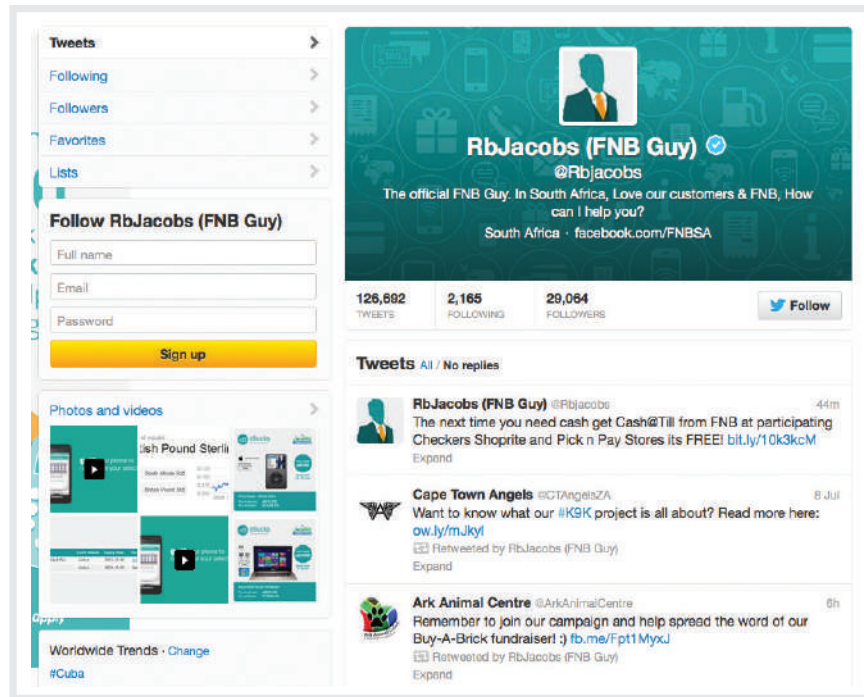 Tweets
Following
Followers
Favorites
Lists
Follow RbJacobs (FNB Guy)
Full name
Email
Password
Sign up
Photos and videos
tish Pound Sterli
Worldwide Trends · Change
#Cuba
RbJacobs (FNB Guy)
@Rbjacobs
The official FNB Guy. In South Africa, Love our customers & FNB, How
can I help you?
South Africa · facebook.com/FNBSA
126,692 2,165 29,064
TWEETS FOLLOWING FOLLOWERS
Follow
Tweets All / No replies
RbJacobs (FNB Guy) @Rbjacobs 44m
The next time you need cash get Cash@Till from FNB at participating
Checkers Shoprite and Pick n Pay Stores its FREE! bit.ly/10k3kcM
Expand
Cape Town Angels @CTAngelsZA 8 Jul
Want to know what our #K9K project is all about? Read more here:
ow.ly/mJkyl
Retweeted by RbJacobs (FNB Guy)
Expand
Ark Animal Centre @ArkAnimalCentre 6h
Remember to join our campaign and help spread the word of our
Buy-A-Brick fundraiser! :) fb.me/Fpt1MyxJ
Retweeted by RbJacobs (FNB Guy)
Expand